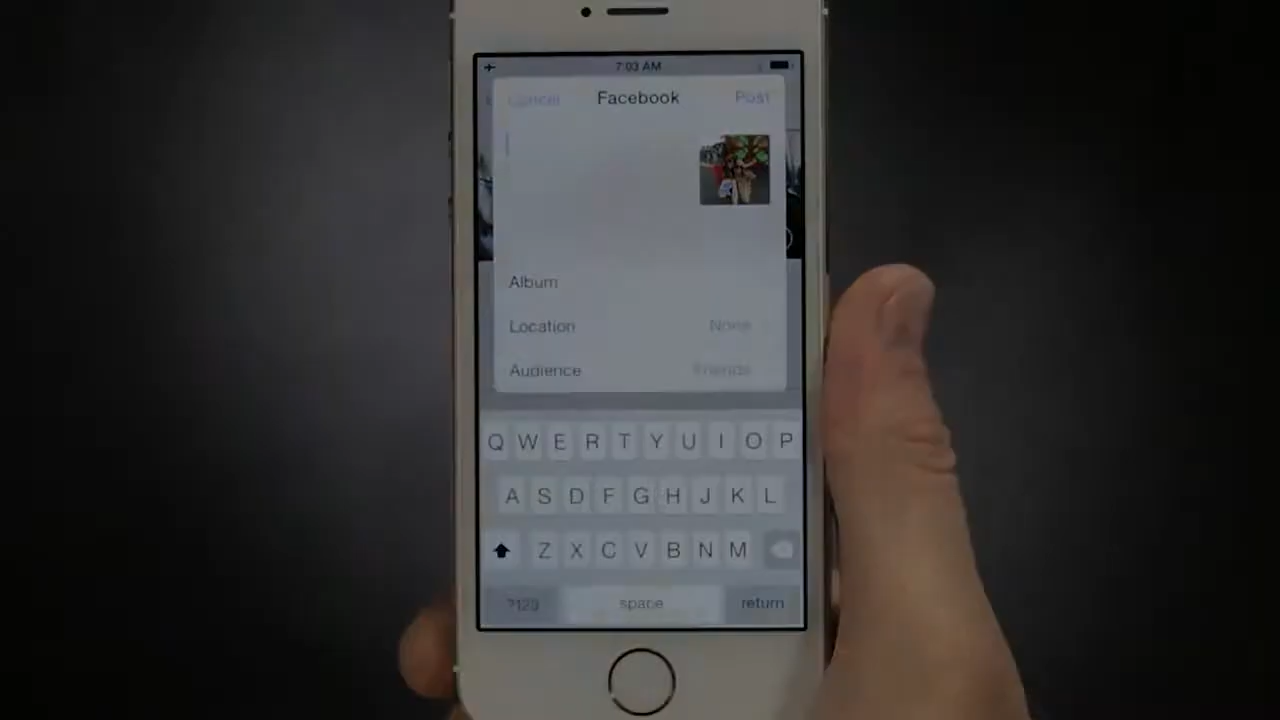 7:03 AM
Cancel Facebook Post
Album
Location None
Audience Friends
Q W E R T Y U I O P
A S D F G H J K L
Z X C V B N M
?123 space return